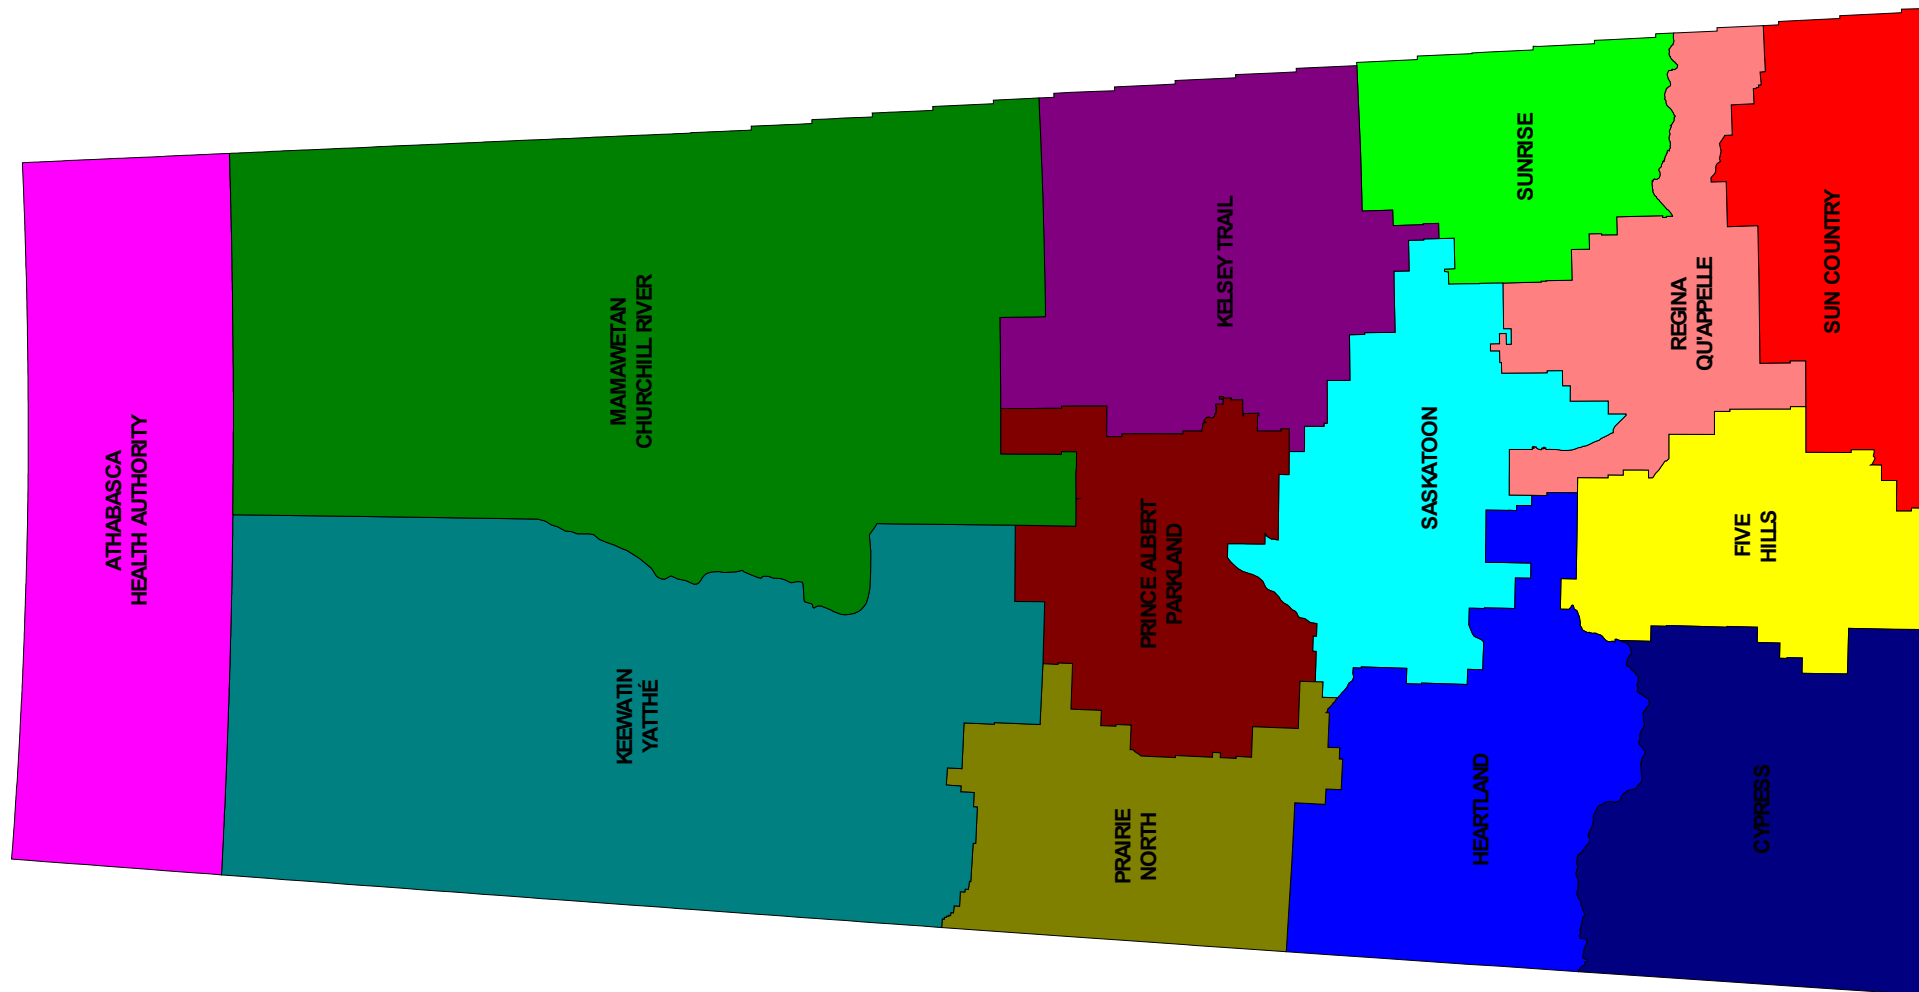 ATHABASCA
HEALTH AUTHORITY
MAMAWETAN
CHURCHILL RIVER
KEEWATIN
YATTHÉ
KELSEY TRAIL
PRINCE ALBERT
PARKLAND
PRAIRIE
NORTH
SUNRISE
SASKATOON
HEARTLAND
REGINA
QU'APPELLE
SUN COUNTRY
FIVE
HILLS
CYPRESS